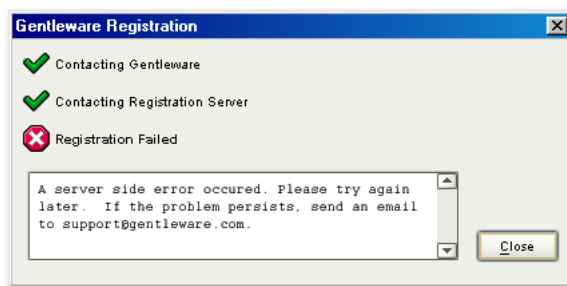 Gentleware Registration
Contacting Gentleware
Contacting Registration Server
Registration Failed
A server side error occured. Please try again
later. If the problem persists, send an email
to support@gentleware.com.
Close